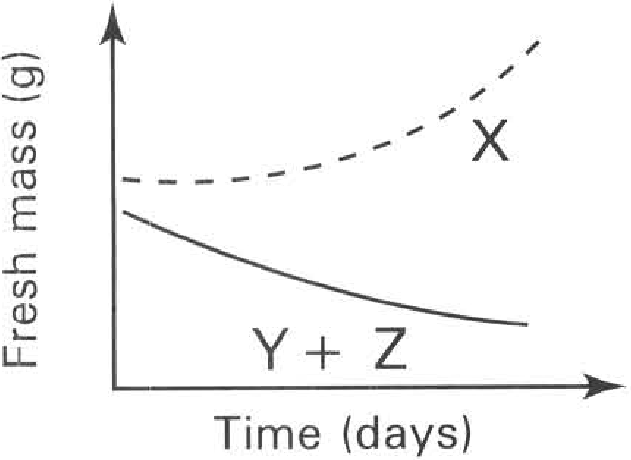 Fresh mass (g)
X
Y + Z
Time (days)